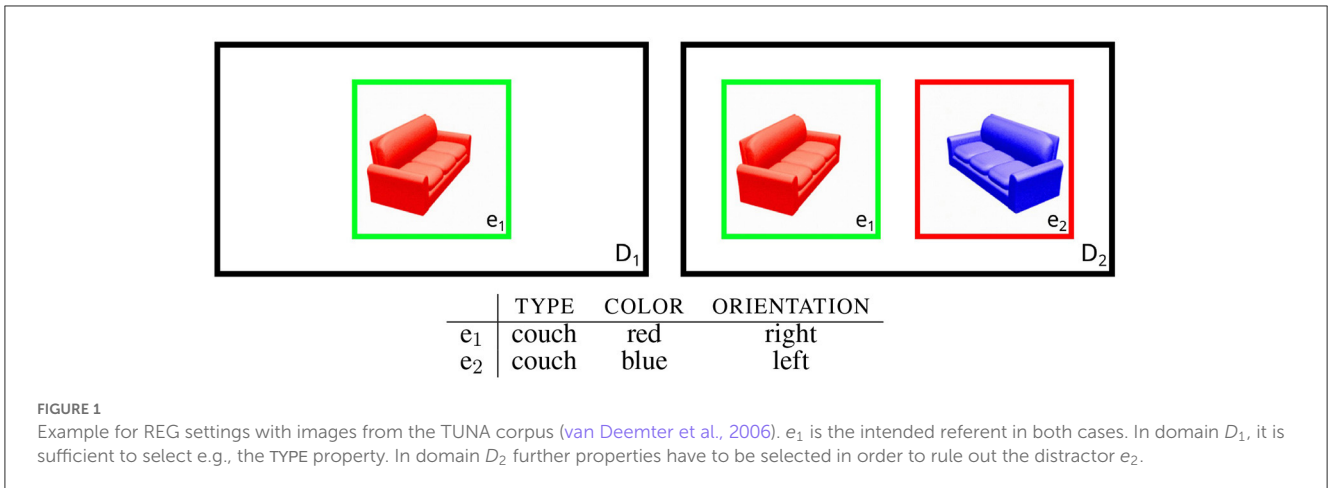 e₁
D₁
e₁
e₂
D₂
TYPE COLOR ORIENTATION
e₁ couch red right
e₂ couch blue left
FIGURE 1
Example for REG settings with images from the TUNA corpus (van Deemter et al., 2006). e₁ is the intended referent in both cases. In domain D₁, it is
sufficient to select e.g., the TYPE property. In domain D₂ further properties have to be selected in order to rule out the distractor e₂.